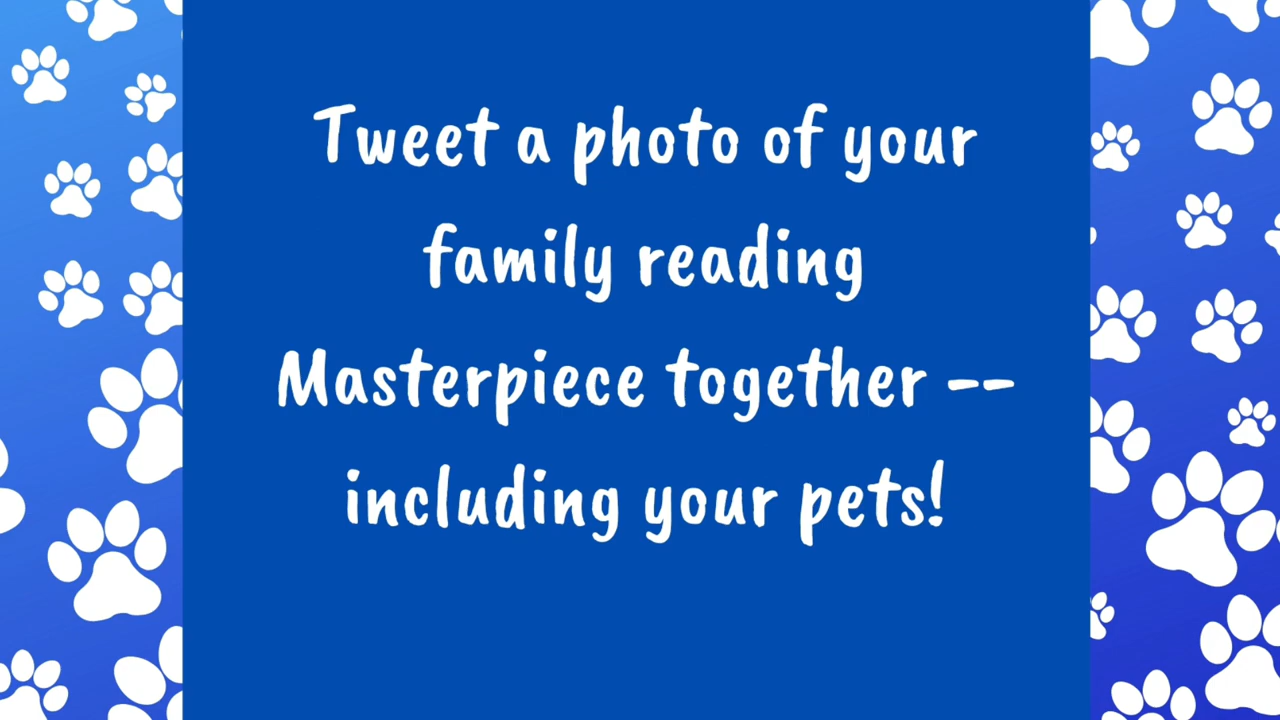 Tweet a photo of your
family reading
Masterpiece together --
including your pets!